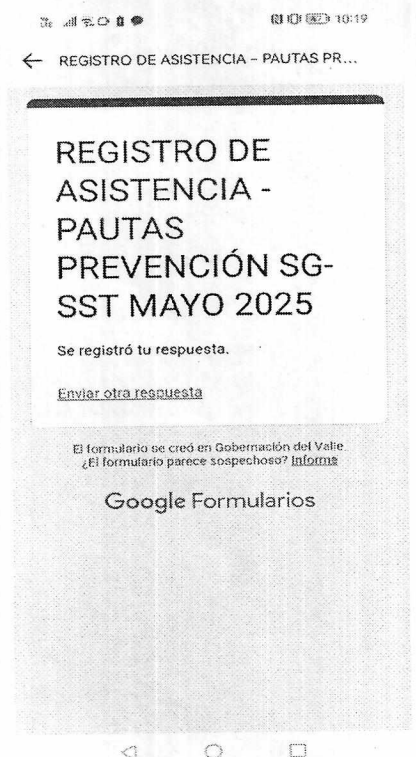 10:19
REGISTRO DE ASISTENCIA - PAUTAS PR...
REGISTRO DE
ASISTENCIA -
PAUTAS
PREVENCIÓN SG-
SST MAYO 2025
Se registró tu respuesta.
Enviar otra respuesta
El formulario se creó en Gobernación del Valle.
¿El formulario parece sospechoso? Informe
Google Formularios